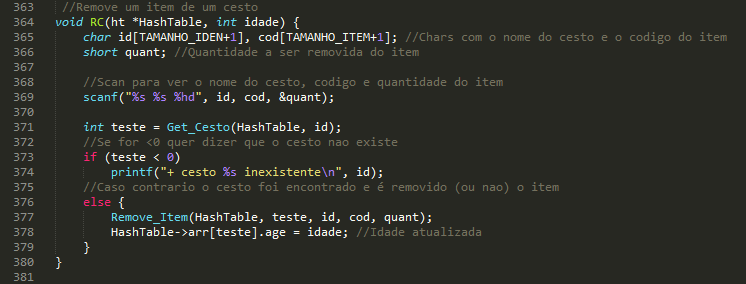 363 //Remove um item de um cesto
364 void RC(ht *HashTable, int idade) {
365 char id[TAMANHO_IDEN+1], cod[TAMANHO_ITEM+1]; //Chars com o nome do cesto e o codigo do item
366 short quant; //Quantidade a ser removida do item
367
368 //Scan para ver o nome do cesto, codigo e quantidade do item
369 scanf("%s %s %hd", id, cod, &quant);
370
371 int teste = Get_Cesto(HashTable, id);
372 //Se for <0 quer dizer que o cesto nao existe
373 if (teste < 0)
374 printf("+ cesto %s inexistente\n", id);
375 //Caso contrario o cesto foi encontrado e é removido (ou nao) o item
376 else {
377 Remove_Item(HashTable, teste, id, cod, quant);
378 HashTable->arr[teste].age = idade; //Idade atualizada
379 }
380 }
381